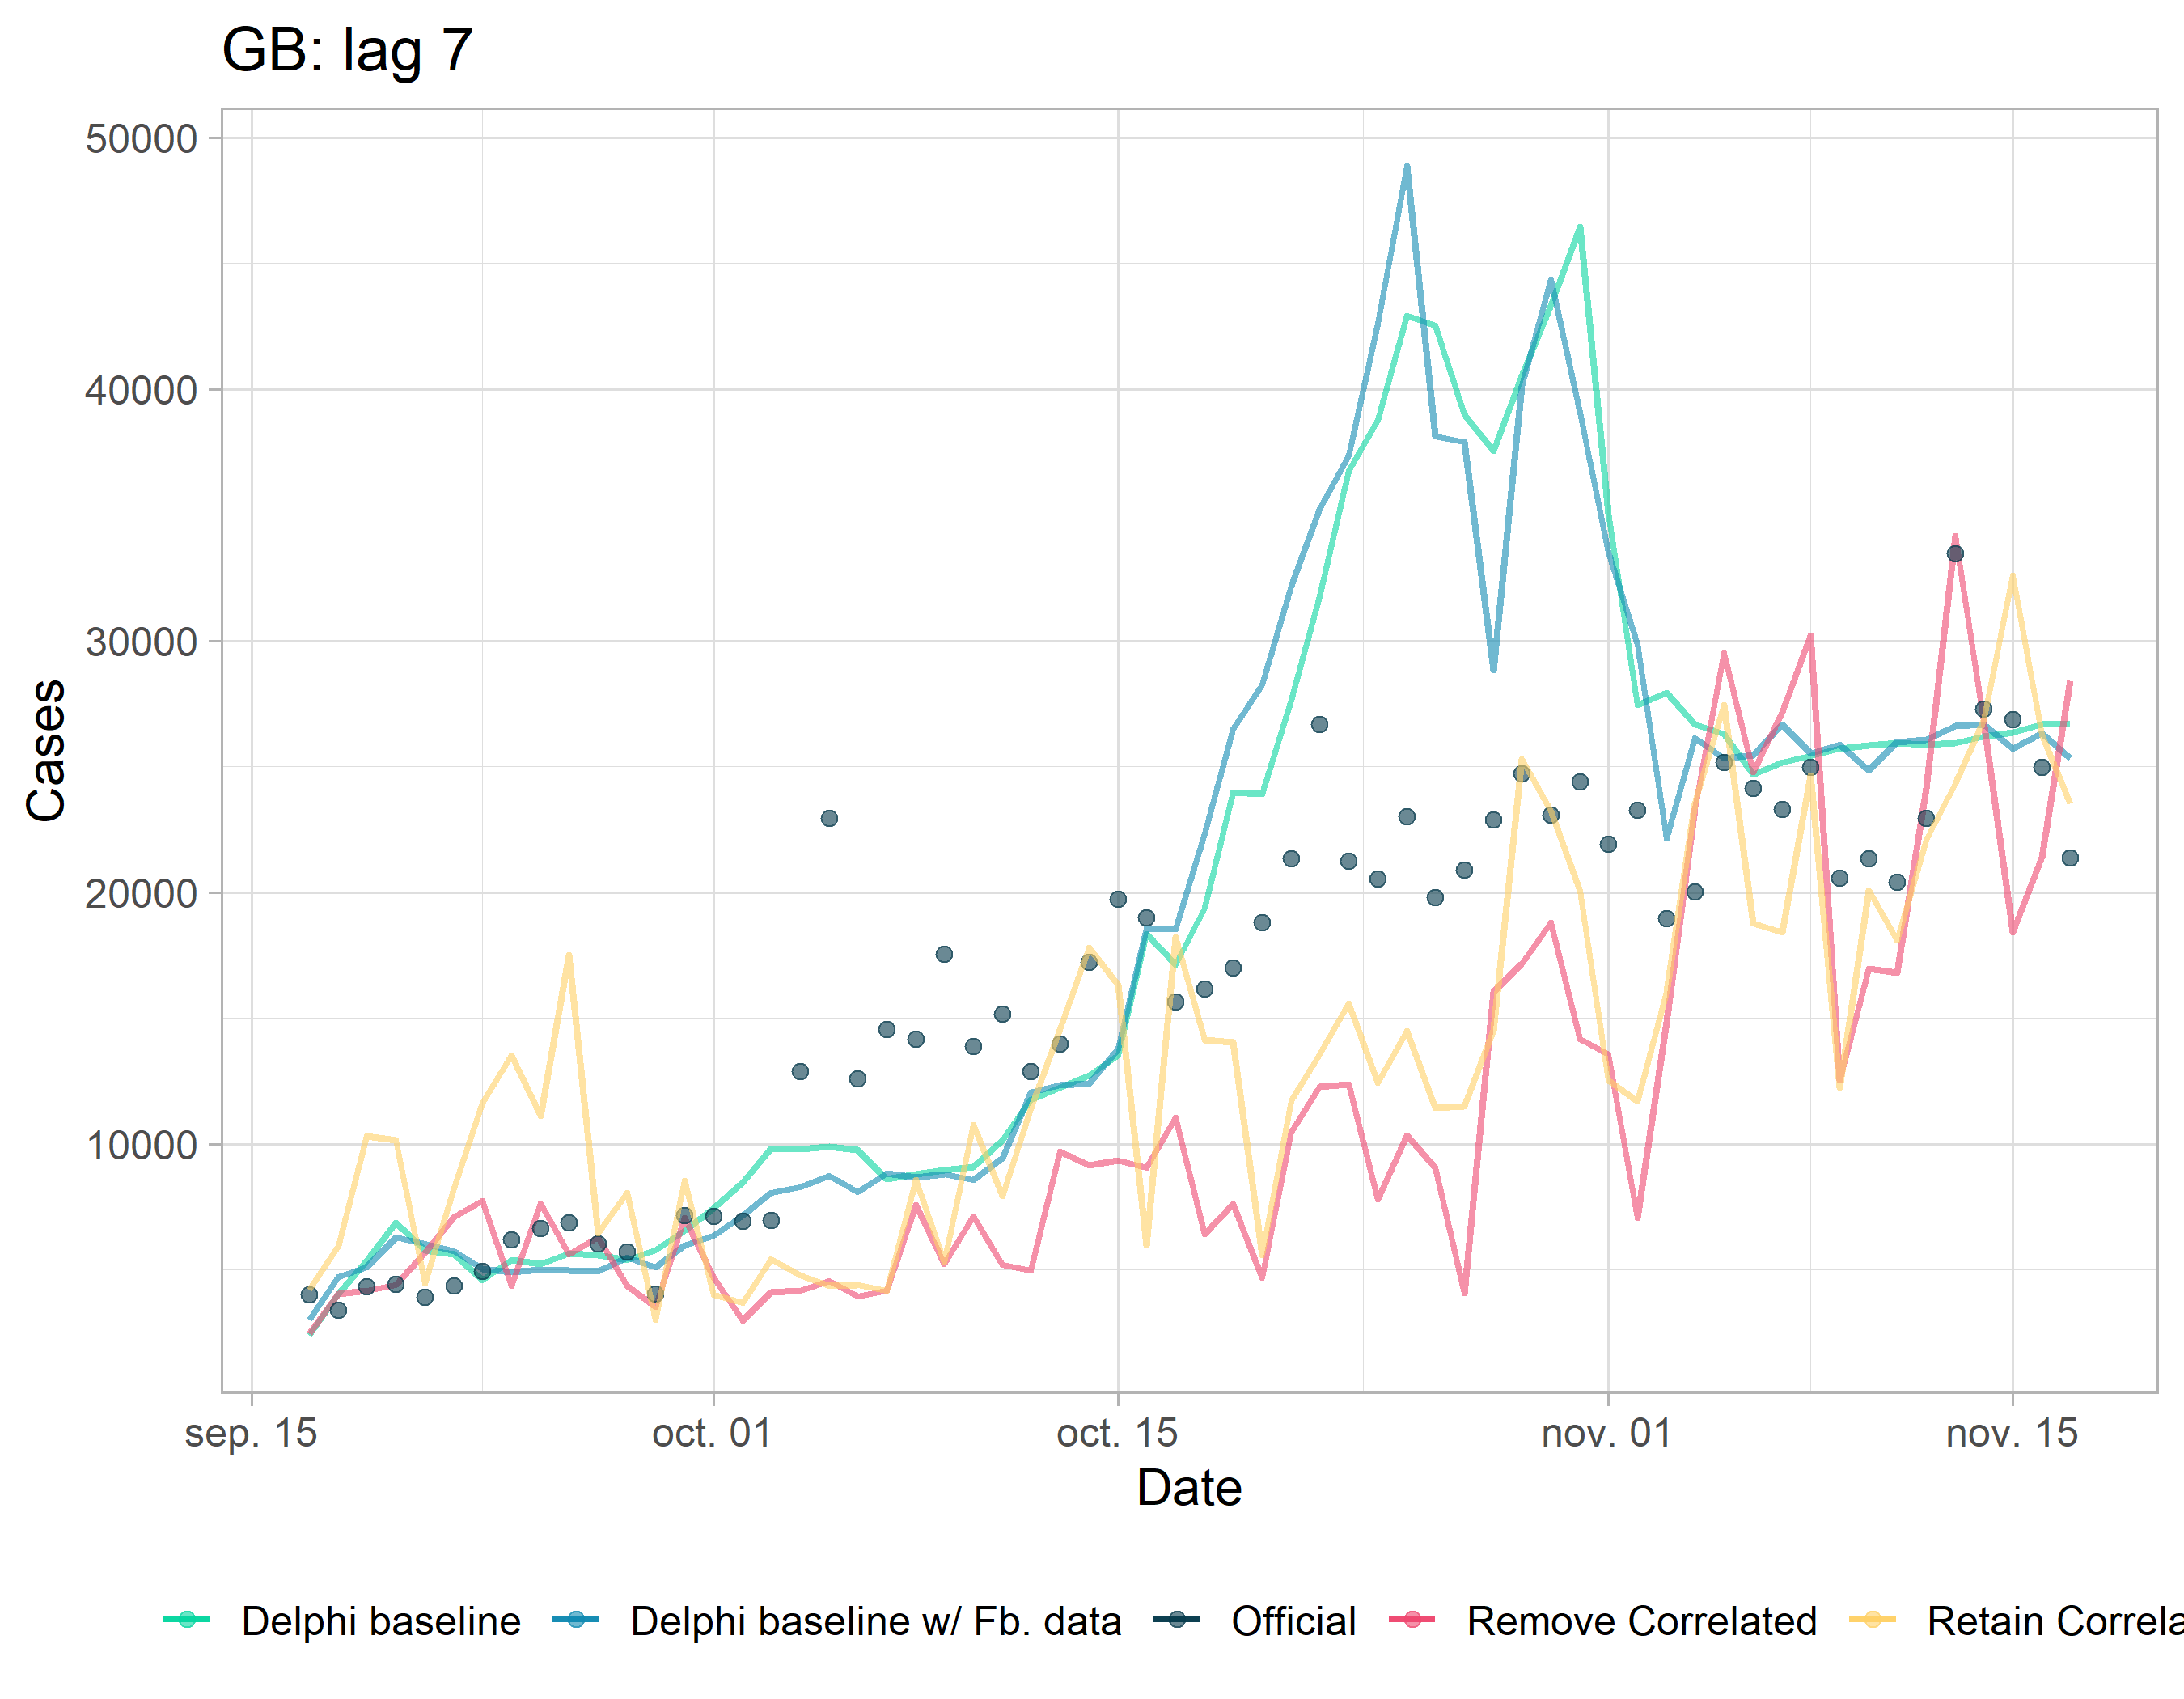 GB: lag 7
50000
40000
30000
20000
10000
Cases
sep. 15 oct. 01 oct. 15 nov. 01 nov. 15
Date
Delphi baseline Delphi baseline w/ Fb. data Official Remove Correlated Retain